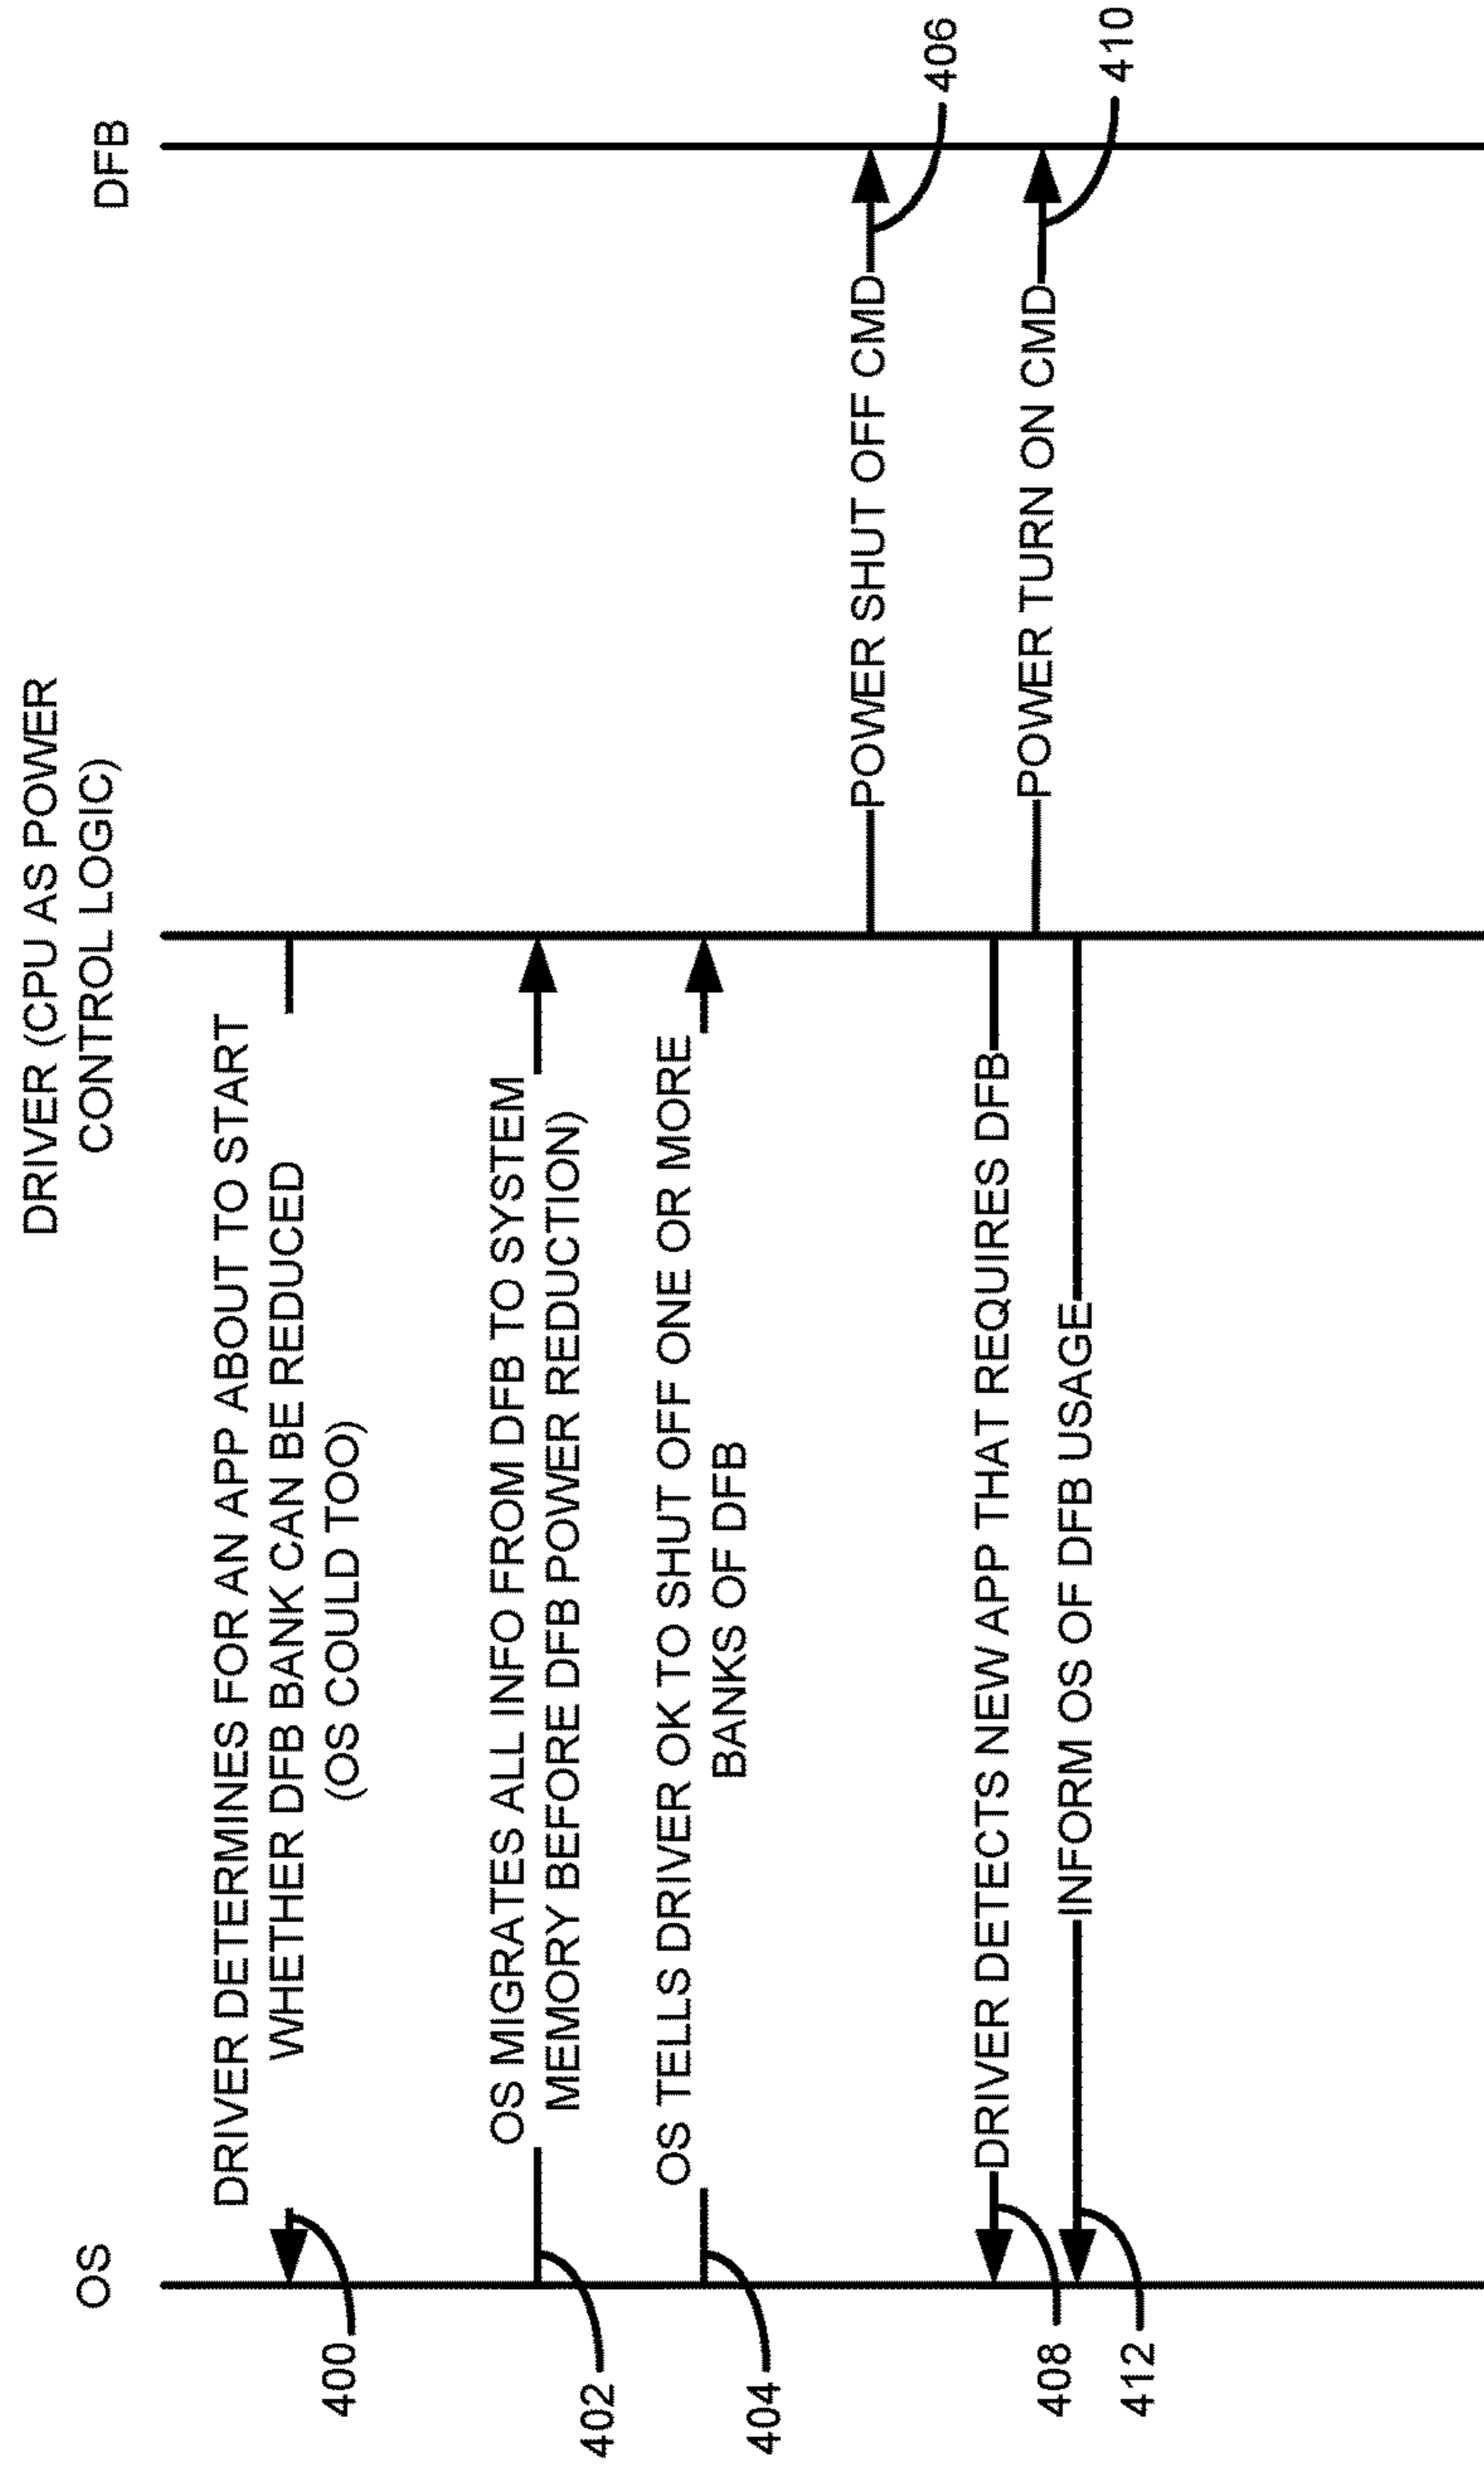 OS
DRIVER (CPU AS POWER
CONTROL LOGIC)
DFB
DRIVER DETERMINES FOR AN APP ABOUT TO START
WHETHER DFB BANK CAN BE REDUCED
(OS COULD TOO)
400
OS MIGRATES ALL INFO FROM DFB TO SYSTEM
MEMORY BEFORE DFB POWER REDUCTION)
402
OS TELLS DRIVER OK TO SHUT OFF ONE OR MORE
BANKS OF DFB
404
POWER SHUT OFF CMD
406
DRIVER DETECTS NEW APP THAT REQUIRES DFB
408
POWER TURN ON CMD
410
INFORM OS OF DFB USAGE
412